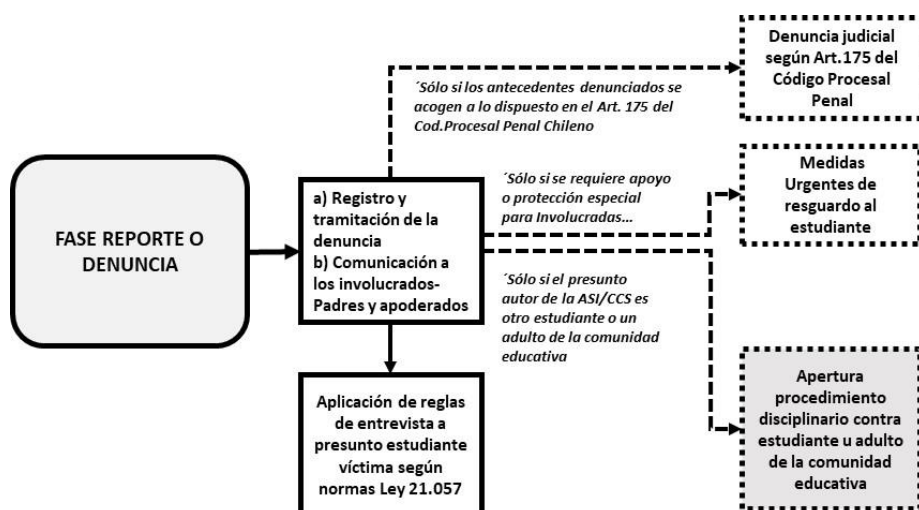 Denuncia judicial
según Art.175 del
Código Procesal
Penal
´Sólo si los antecedentes denunciados se
acogen a lo dispuesto en el Art. 175 del
Cod.Procesal Penal Chileno
FASE REPORTE O
DENUNCIA
a) Registro y
tramitación de la
denuncia
b) Comunicación a
los involucrados-
Padres y apoderados
´Sólo si se requiere apoyo
o protección especial
para Involucradas...
Medidas
Urgentes de
resguardo al
estudiante
´Sólo si el presunto
autor de la ASI/CCS es
otro estudiante o un
adulto de la comunidad
educativa
Aplicación de reglas
de entrevista a
presunto estudiante
víctima según
normas Ley 21.057
Apertura
procedimiento
disciplinario contra
estudiante u adulto
de la comunidad
educativa